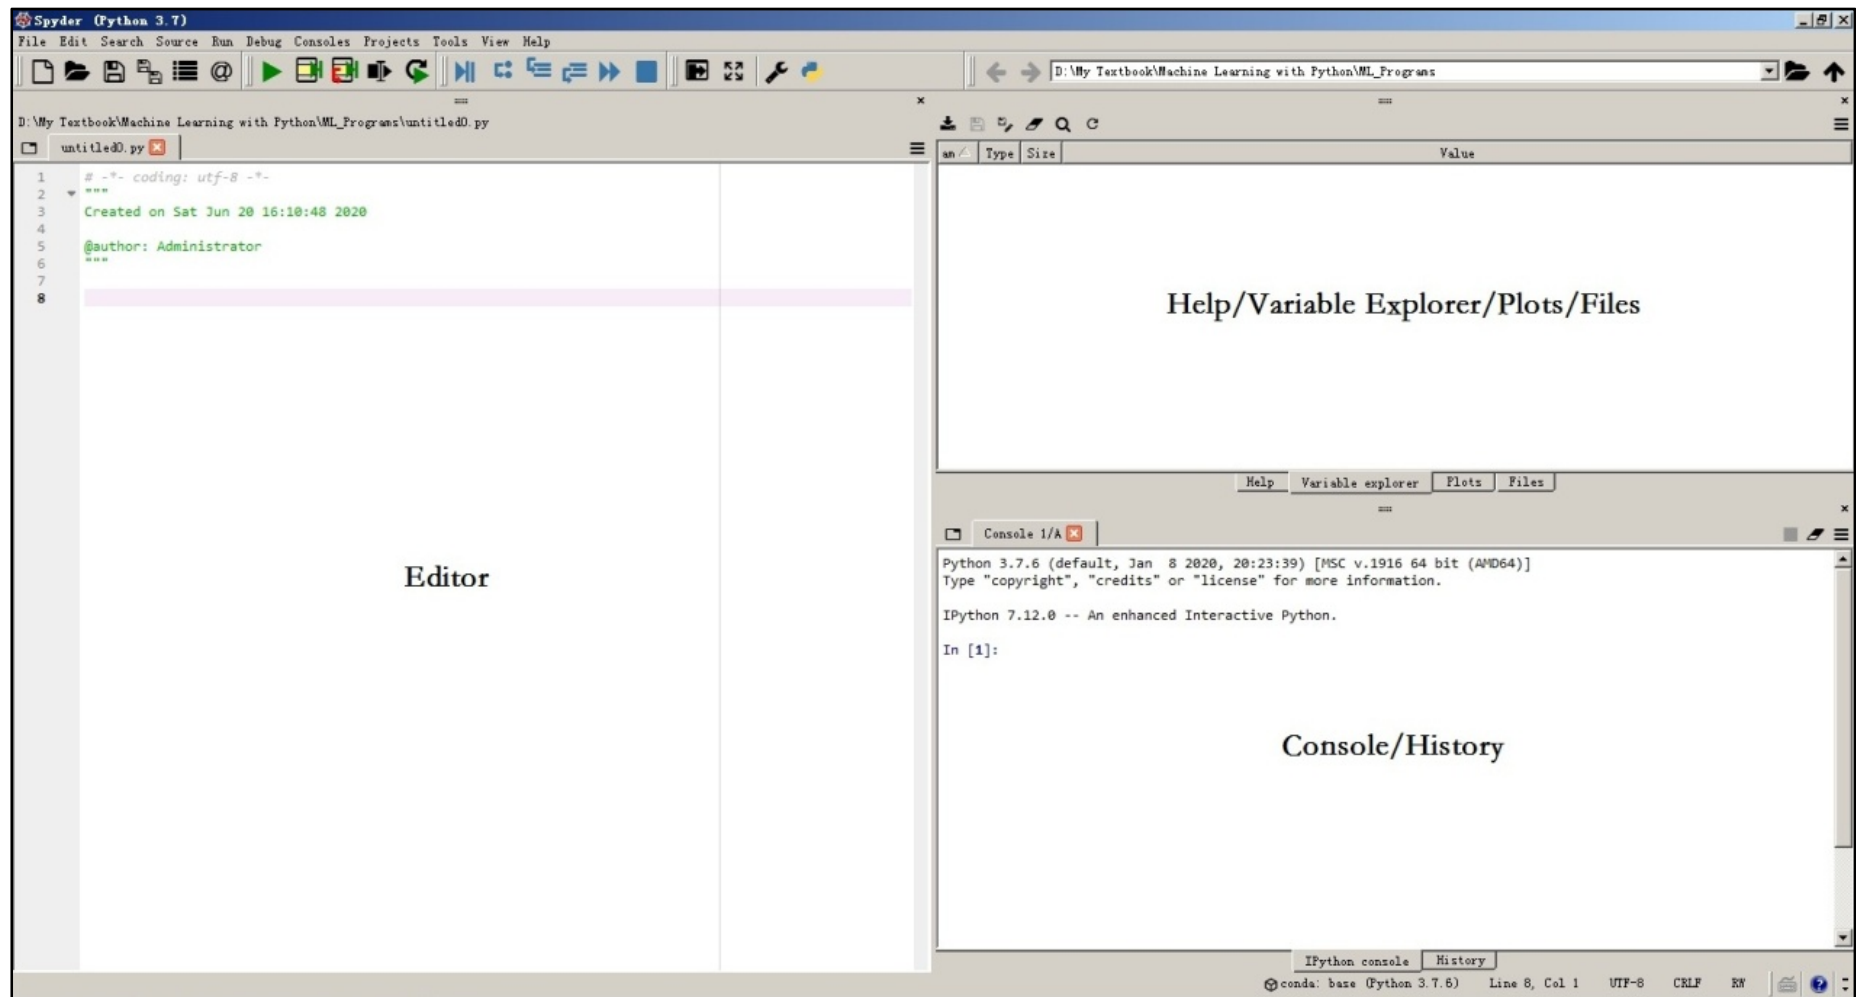 Spyder (Python 3.7)
File Edit Search Source Run Debug Consoles Projects Tools View Help
D:\My Textbook\Machine Learning with Python\ML_Programs
D:\My Textbook\Machine Learning with Python\ML_Programs\untitled0.py
untitled0.py
1 # -*- coding: utf-8 -*-
2 """
3 Created on Sat Jun 20 16:10:48 2020
4
5 @author: Administrator
6 """
7
8
Editor
am Type Size Value
Help/Variable Explorer/Plots/Files
Help Variable explorer Plots Files
Console 1/A
Python 3.7.6 (default, Jan  8 2020, 20:23:39) [MSC v.1916 64 bit (AMD64)]
Type "copyright", "credits" or "license" for more information.
IPython 7.12.0 -- An enhanced Interactive Python.
In [1]:
Console/History
IPython console History
conda: base (Python 3.7.6) Line 8, Col 1 UTF-8 CRLF RW